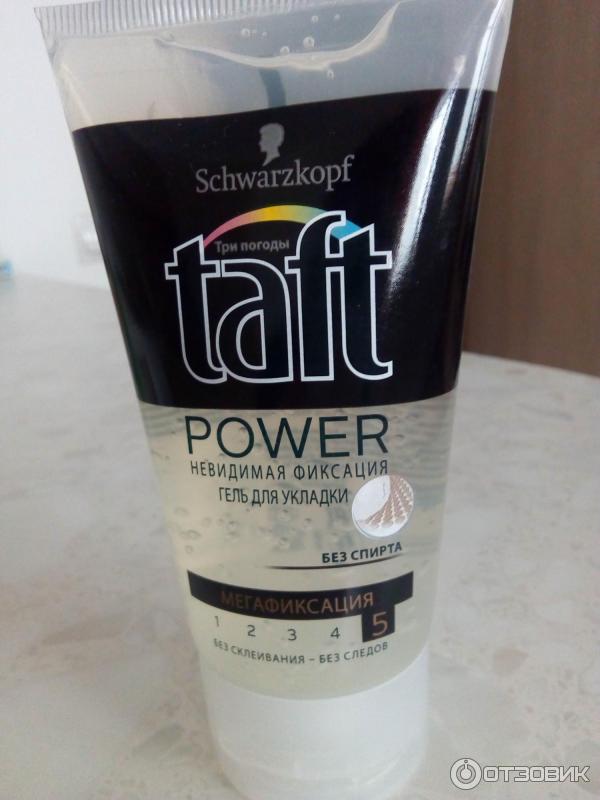 Schwarzkopf
Три погоды
taft
POWER
НЕВИДИМАЯ ФИКСАЦИЯ
ГЕЛЬ ДЛЯ УКЛАДКИ
БЕЗ СПИРТА
МЕГАФИКСАЦИЯ
1 2 3 4 5
БЕЗ СКЛЕИВАНИЯ – БЕЗ СЛЕДОВ
ОТЗОВИК